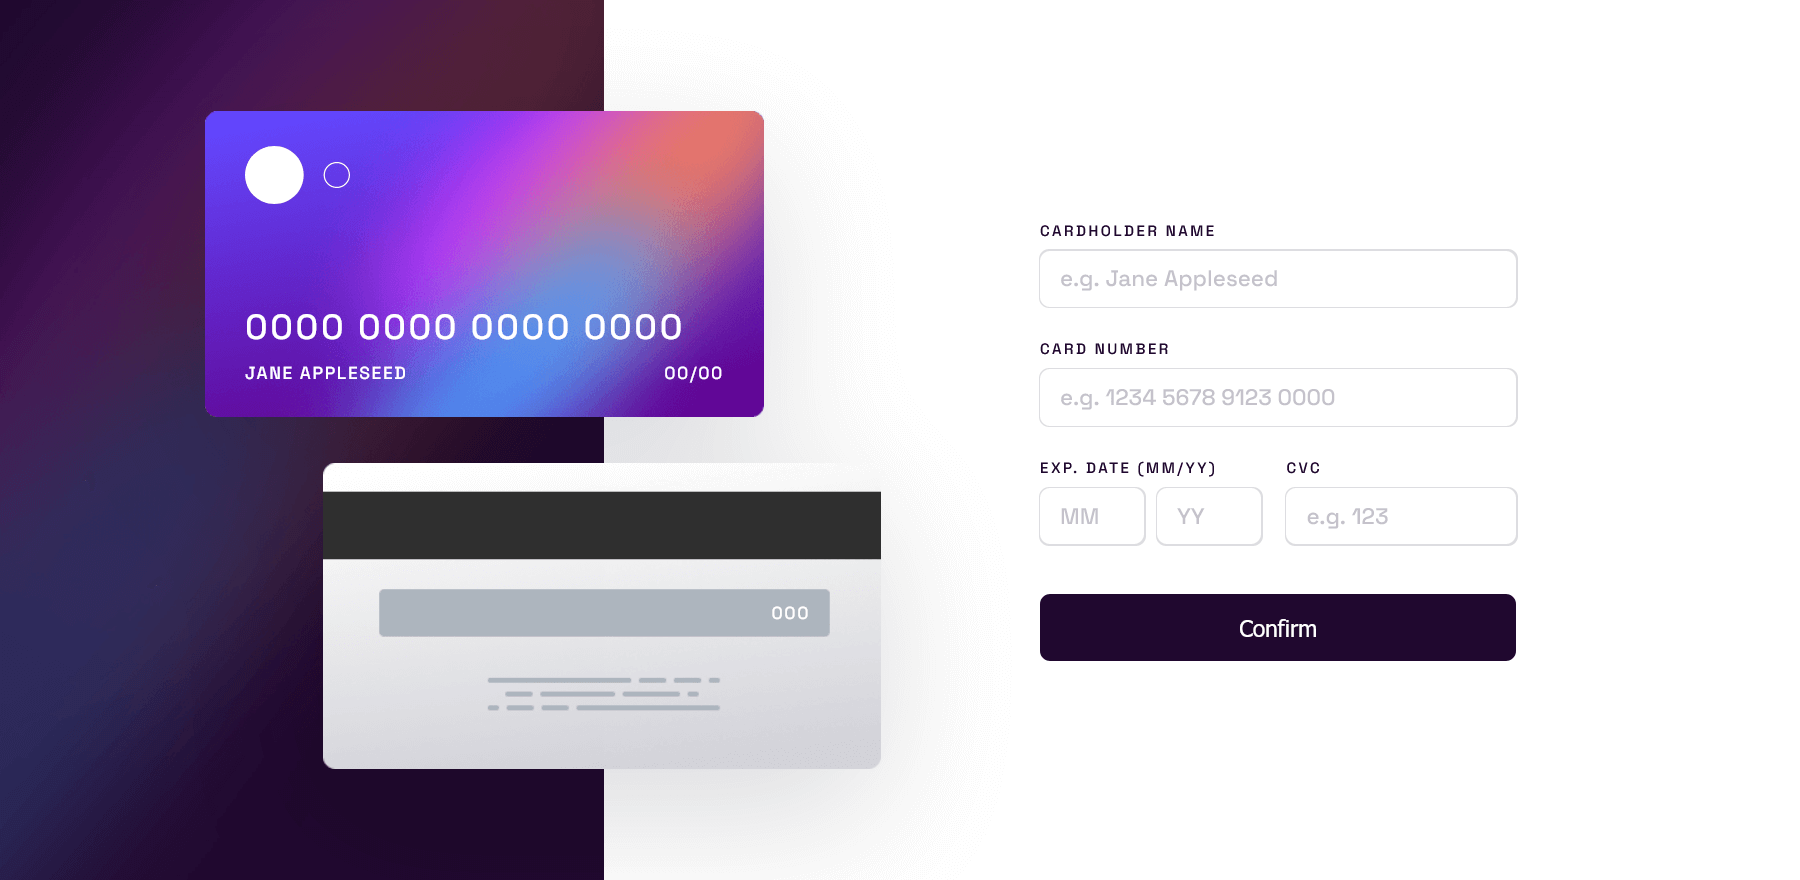 0000 0000 0000 0000
JANE APPLESEED 00/00
000
CARDHOLDER NAME
e.g. Jane Appleseed
CARD NUMBER
e.g. 1234 5678 9123 0000
EXP. DATE (MM/YY) CVC
MM YY e.g. 123
Confirm